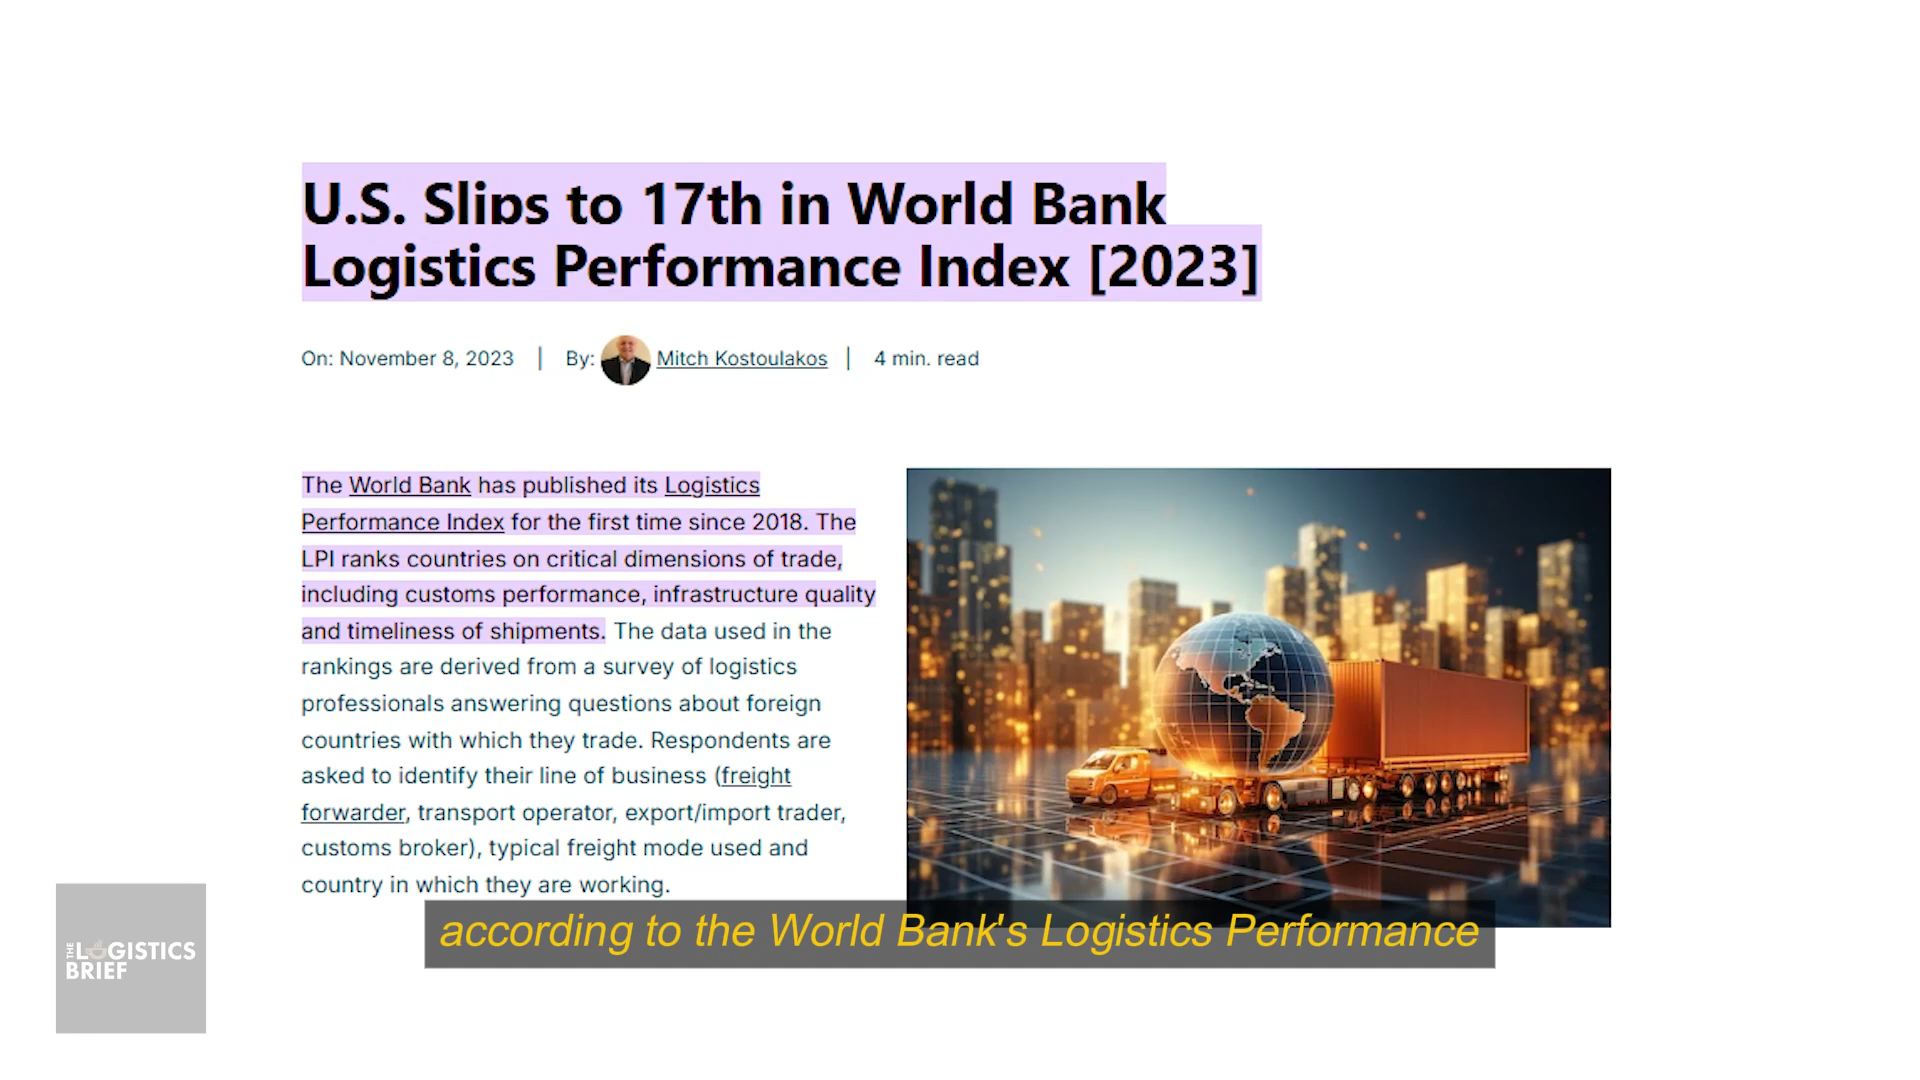 U.S. Slips to 17th in World Bank
Logistics Performance Index [2023]
On: November 8, 2023 | By: Mitch Kostoulakos | 4 min. read
The World Bank has published its Logistics
Performance Index for the first time since 2018. The
LPI ranks countries on critical dimensions of trade,
including customs performance, infrastructure quality
and timeliness of shipments. The data used in the
rankings are derived from a survey of logistics
professionals answering questions about foreign
countries with which they trade. Respondents are
asked to identify their line of business (freight
forwarder, transport operator, export/import trader,
customs broker), typical freight mode used and
country in which they are working.
according to the World Bank's Logistics Performance
THE LOGISTICS
BRIEF